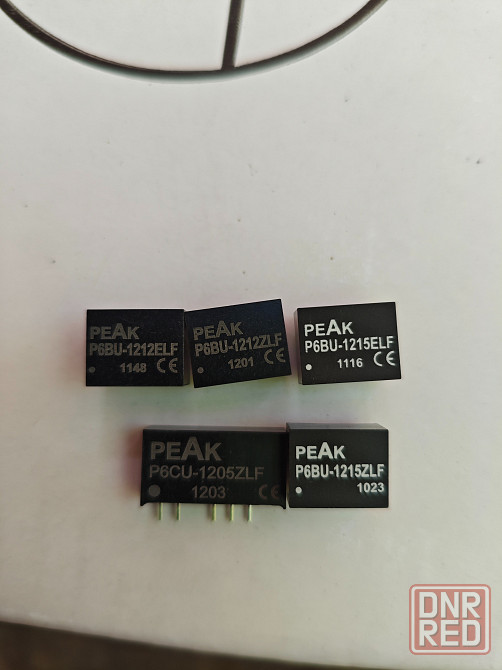 PEAK
P6BU-1212ELF
1148 CE
PEAK
P6BU-1212ZLF
1201 CE
PEAK
P6BU-1215ELF
1116 CE
PEAK
P6CU-1205ZLF
1203 CE
PEAK
P6BU-1215ZLF
1023
DNR
RED